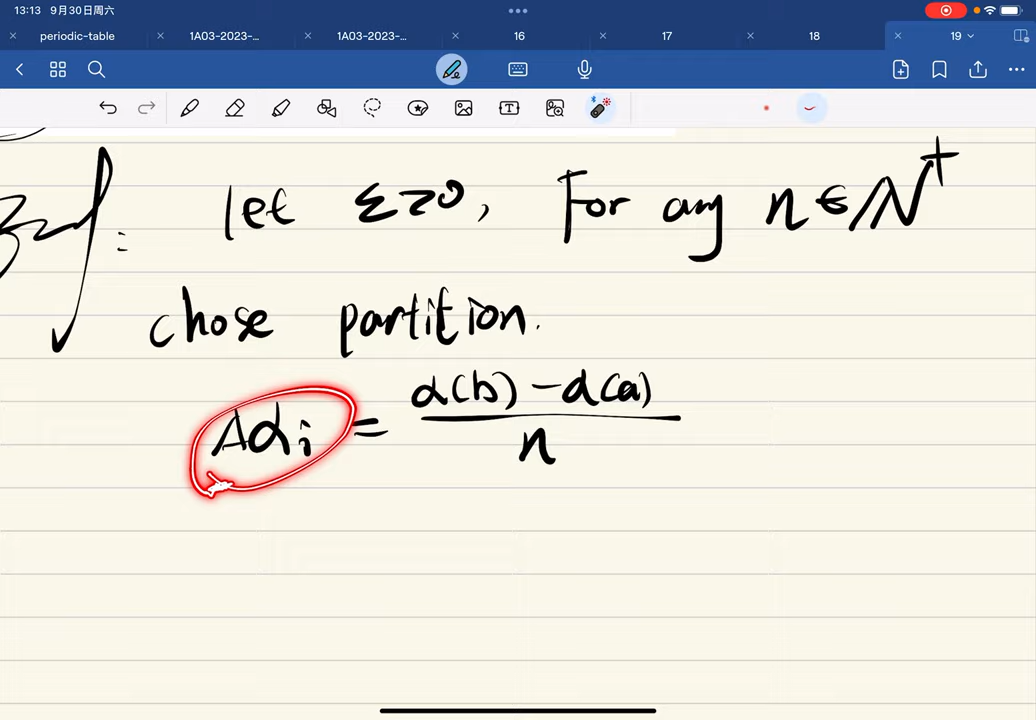 13:13 9月30日周六
periodic-table 1A03-2023-... 1A03-2023-... 16 17 18 19
let ε>0, For any n∈ℕ⁺
chose partition.
Δαᵢ = α(b) - α(a) / n